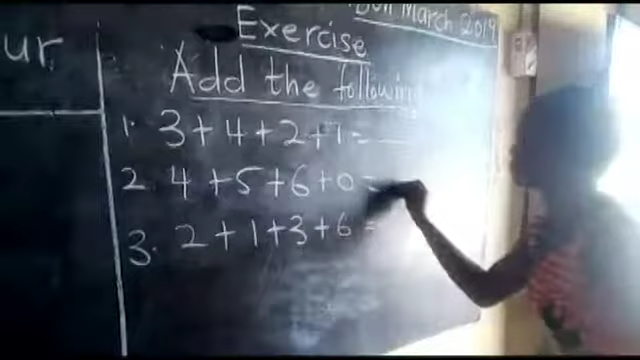 ur
March 2019
Exercise
Add the following
1. 3+4+2+1=
2. 4+5+6+0=
3. 2+1+3+6=